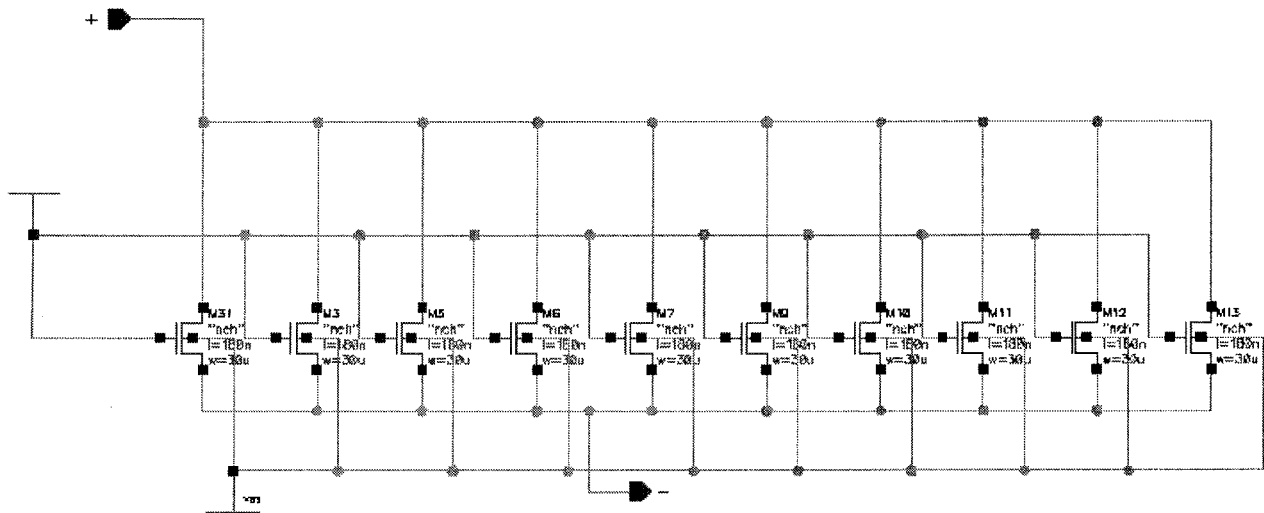 +
M31
"nch"
l=180n
w=30u
M3
"nch"
l=180n
w=30u
M5
"nch"
l=180n
w=30u
M6
"nch"
l=180n
w=30u
M7
"nch"
l=180n
w=30u
M9
"nch"
l=180n
w=30u
M10
"nch"
l=180n
w=30u
M11
"nch"
l=180n
w=30u
M12
"nch"
l=180n
w=30u
M13
"nch"
l=180n
w=30u
-